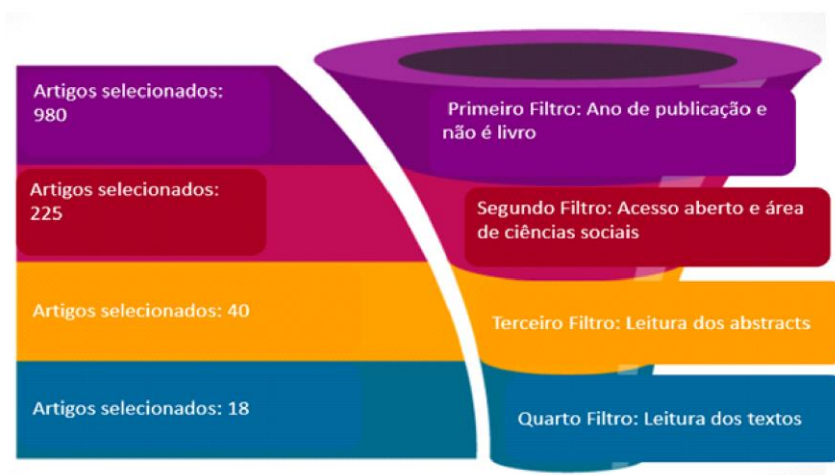 Artigos selecionados:
980
Primeiro Filtro: Ano de publicação e
não é livro
Artigos selecionados:
225
Segundo Filtro: Acesso aberto e área
de ciências sociais
Artigos selecionados: 40
Terceiro Filtro: Leitura dos abstracts
Artigos selecionados: 18
Quarto Filtro: Leitura dos textos